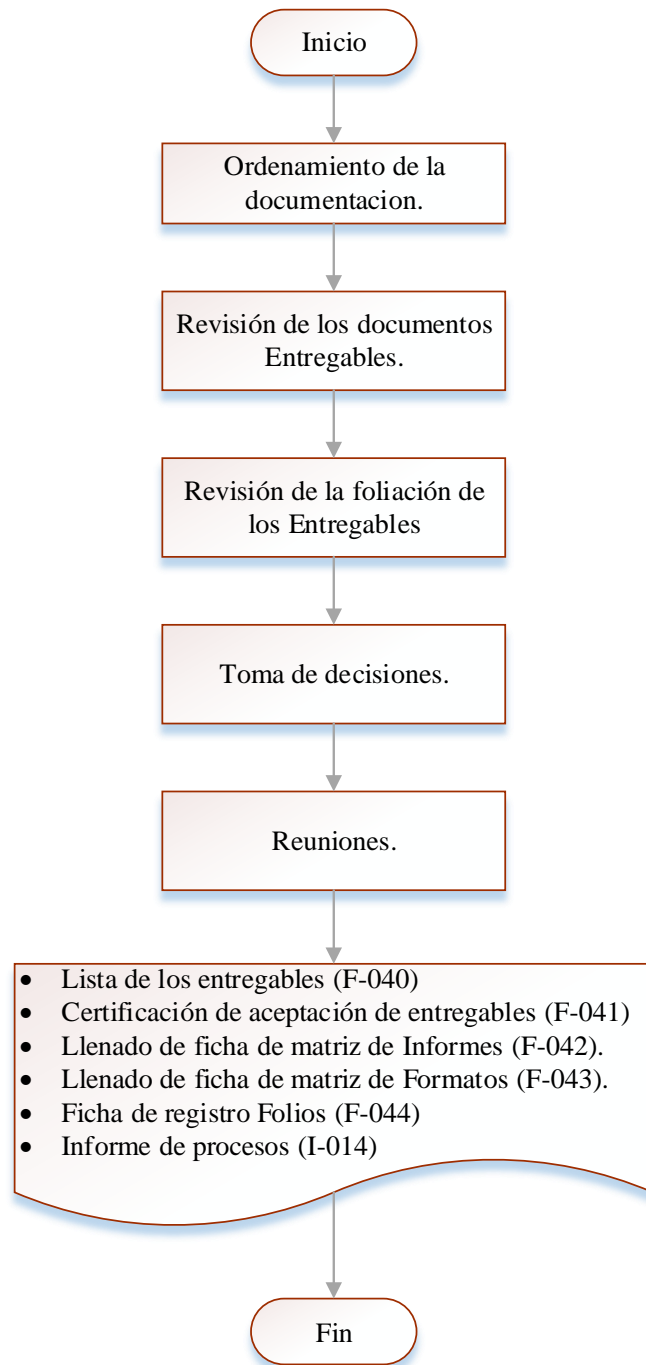 Inicio
Ordenamiento de la
documentacion.
Revisión de los documentos
Entregables.
Revisión de la foliación de
los Entregables
Toma de decisiones.
Reuniones.
• Lista de los entregables (F-040)
• Certificación de aceptación de entregables (F-041)
• Llenado de ficha de matriz de Informes (F-042).
• Llenado de ficha de matriz de Formatos (F-043).
• Ficha de registro Folios (F-044)
• Informe de procesos (I-014)
Fin